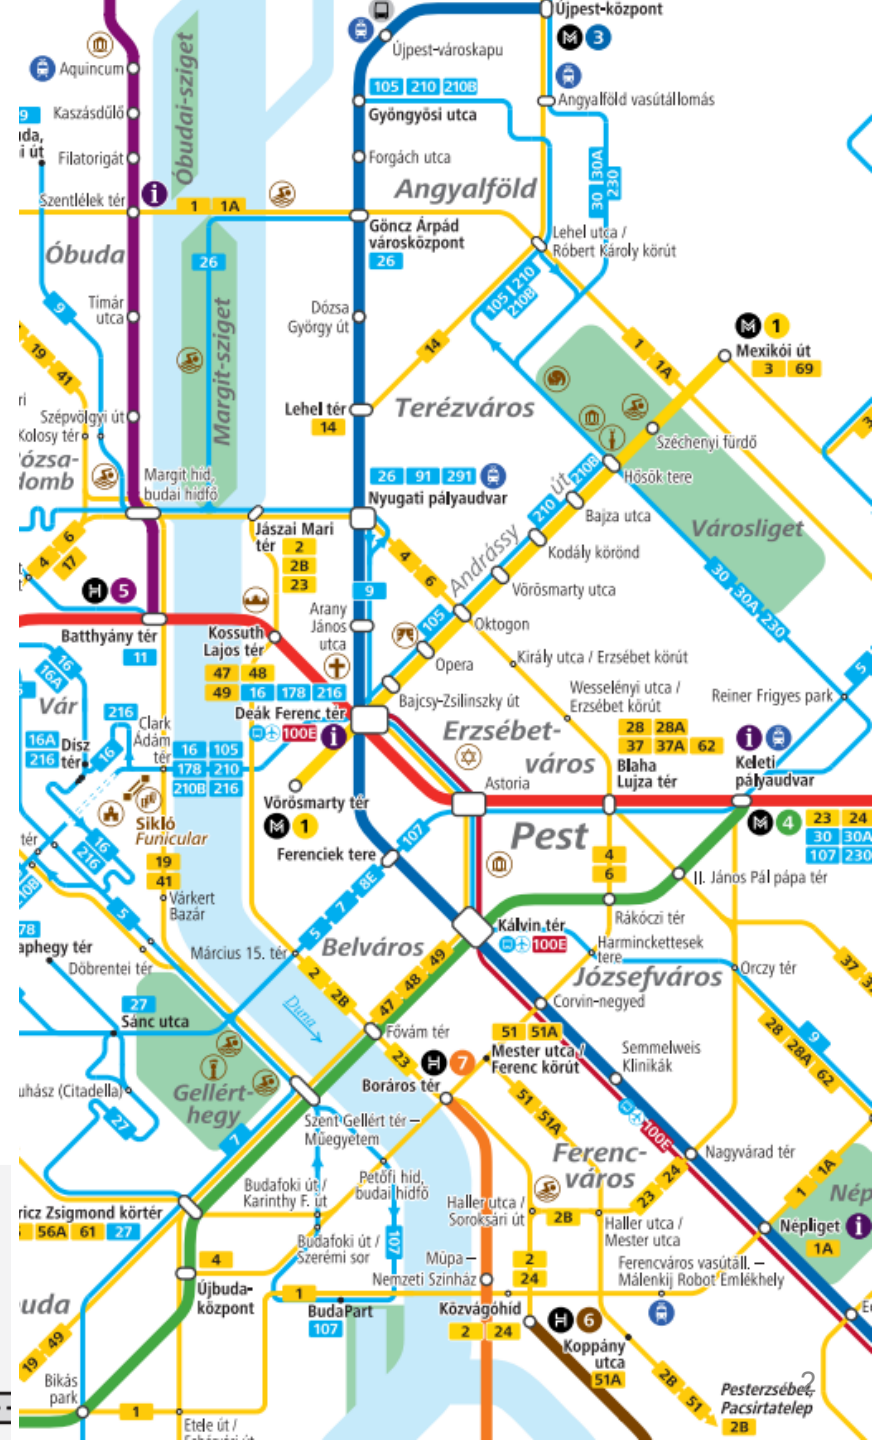 Újpest-központ
M 3
Újpest-városkapu
Aquincum
105 210 210B
Gyöngyösi utca
Angyalföld vasútállomás
9
Kaszásdűlő
Filatorigát
Óbudai-sziget
Forgách utca
30 30A
230
Angyalföld
Szentlélek tér
i
1 1A
Göncz Árpád
városközpont
26
Lehel utca /
Róbert Károly körút
Óbuda
26
105 210
210B
Tímár
utca
9
Margit-sziget
Dózsa
György út
14
1 1A
M 1
Mexikói út
3 69
19 41
Szépvölgyi út
Kolosy tér
Lehel tér
14
Terézváros
Széchenyi fürdő
Margit híd,
budai hídfő
26 91 291
Nyugati pályaudvar
210 210B
Hősök tere
Bajza utca
Városliget
Andrássy út
Kodály körönd
4 6
17
Jászai Mari
tér
2
2B
23
4 6
Vörösmarty utca
30 30A 230
H 5
9
105
Oktogon
Arany
János
utca
Batthyány tér
11
Kossuth
Lajos tér
Opera
Király utca / Erzsébet körút
16
16A
47 48
49 16 178 216
Bajcsy-Zsilinszky út
Wesselényi utca /
Erzsébet körút
Reiner Frigyes park
5
Vár
216
Clark
Ádám
tér
Deák Ferenc tér
100E
i
Erzsébet-
város
28 28A
37 37A 62
Blaha
Lujza tér
i
Keleti
pályaudvar
16A
216
Dísz
tér
16
16 105
178 210
210B 216
Astoria
Vörösmarty tér
M 1
Sikló
Funicular
107
Pest
M 4
23 24
30 30A
107 230
16
216
Ferenciek tere
19
41
4
6
II. János Pál pápa tér
210B
Várkert
Bazár
5 7 8E
Rákóczi tér
5
Kálvin tér
100E
Harminckettesek
tere
Március 15. tér
Belváros
78
Döbrentei tér
2 2B
47 48 49
Józsefváros
Orczy tér
Corvin-negyed
27
Sánc utca
Duna
Fővám tér
51 51A
Mester utca /
Ferenc körút
28 28A 62
9
23
H 7
Boráros tér
Semmelweis
Klinikák
Gellért-
hegy
51 51A
100E
27
7
Szent Gellért tér –
Műegyetem
Ferenc-
város
Nagyvárad tér
Budafoki út /
Karinthy F. út
Petőfi híd,
budai hídfő
Haller utca /
Soroksári út
2B
23 24
1 1A
56A 61 27
Haller utca /
Mester utca
Népliget
i
1A
107
Budafoki út /
Szerémi sor
4
Újbuda-
központ
Müpa –
Nemzeti Színház
2
24
Ferencváros vasútáll. –
Málenkij Robot Emlékhely
1
BudaPart
107
Közvágóhíd
2 24
H 6
Koppány
utca
51A
19 49
Bikás
park
1
2B 51
Pesterzsébet,
Pacsirtatelep
2B
2
Etele út /